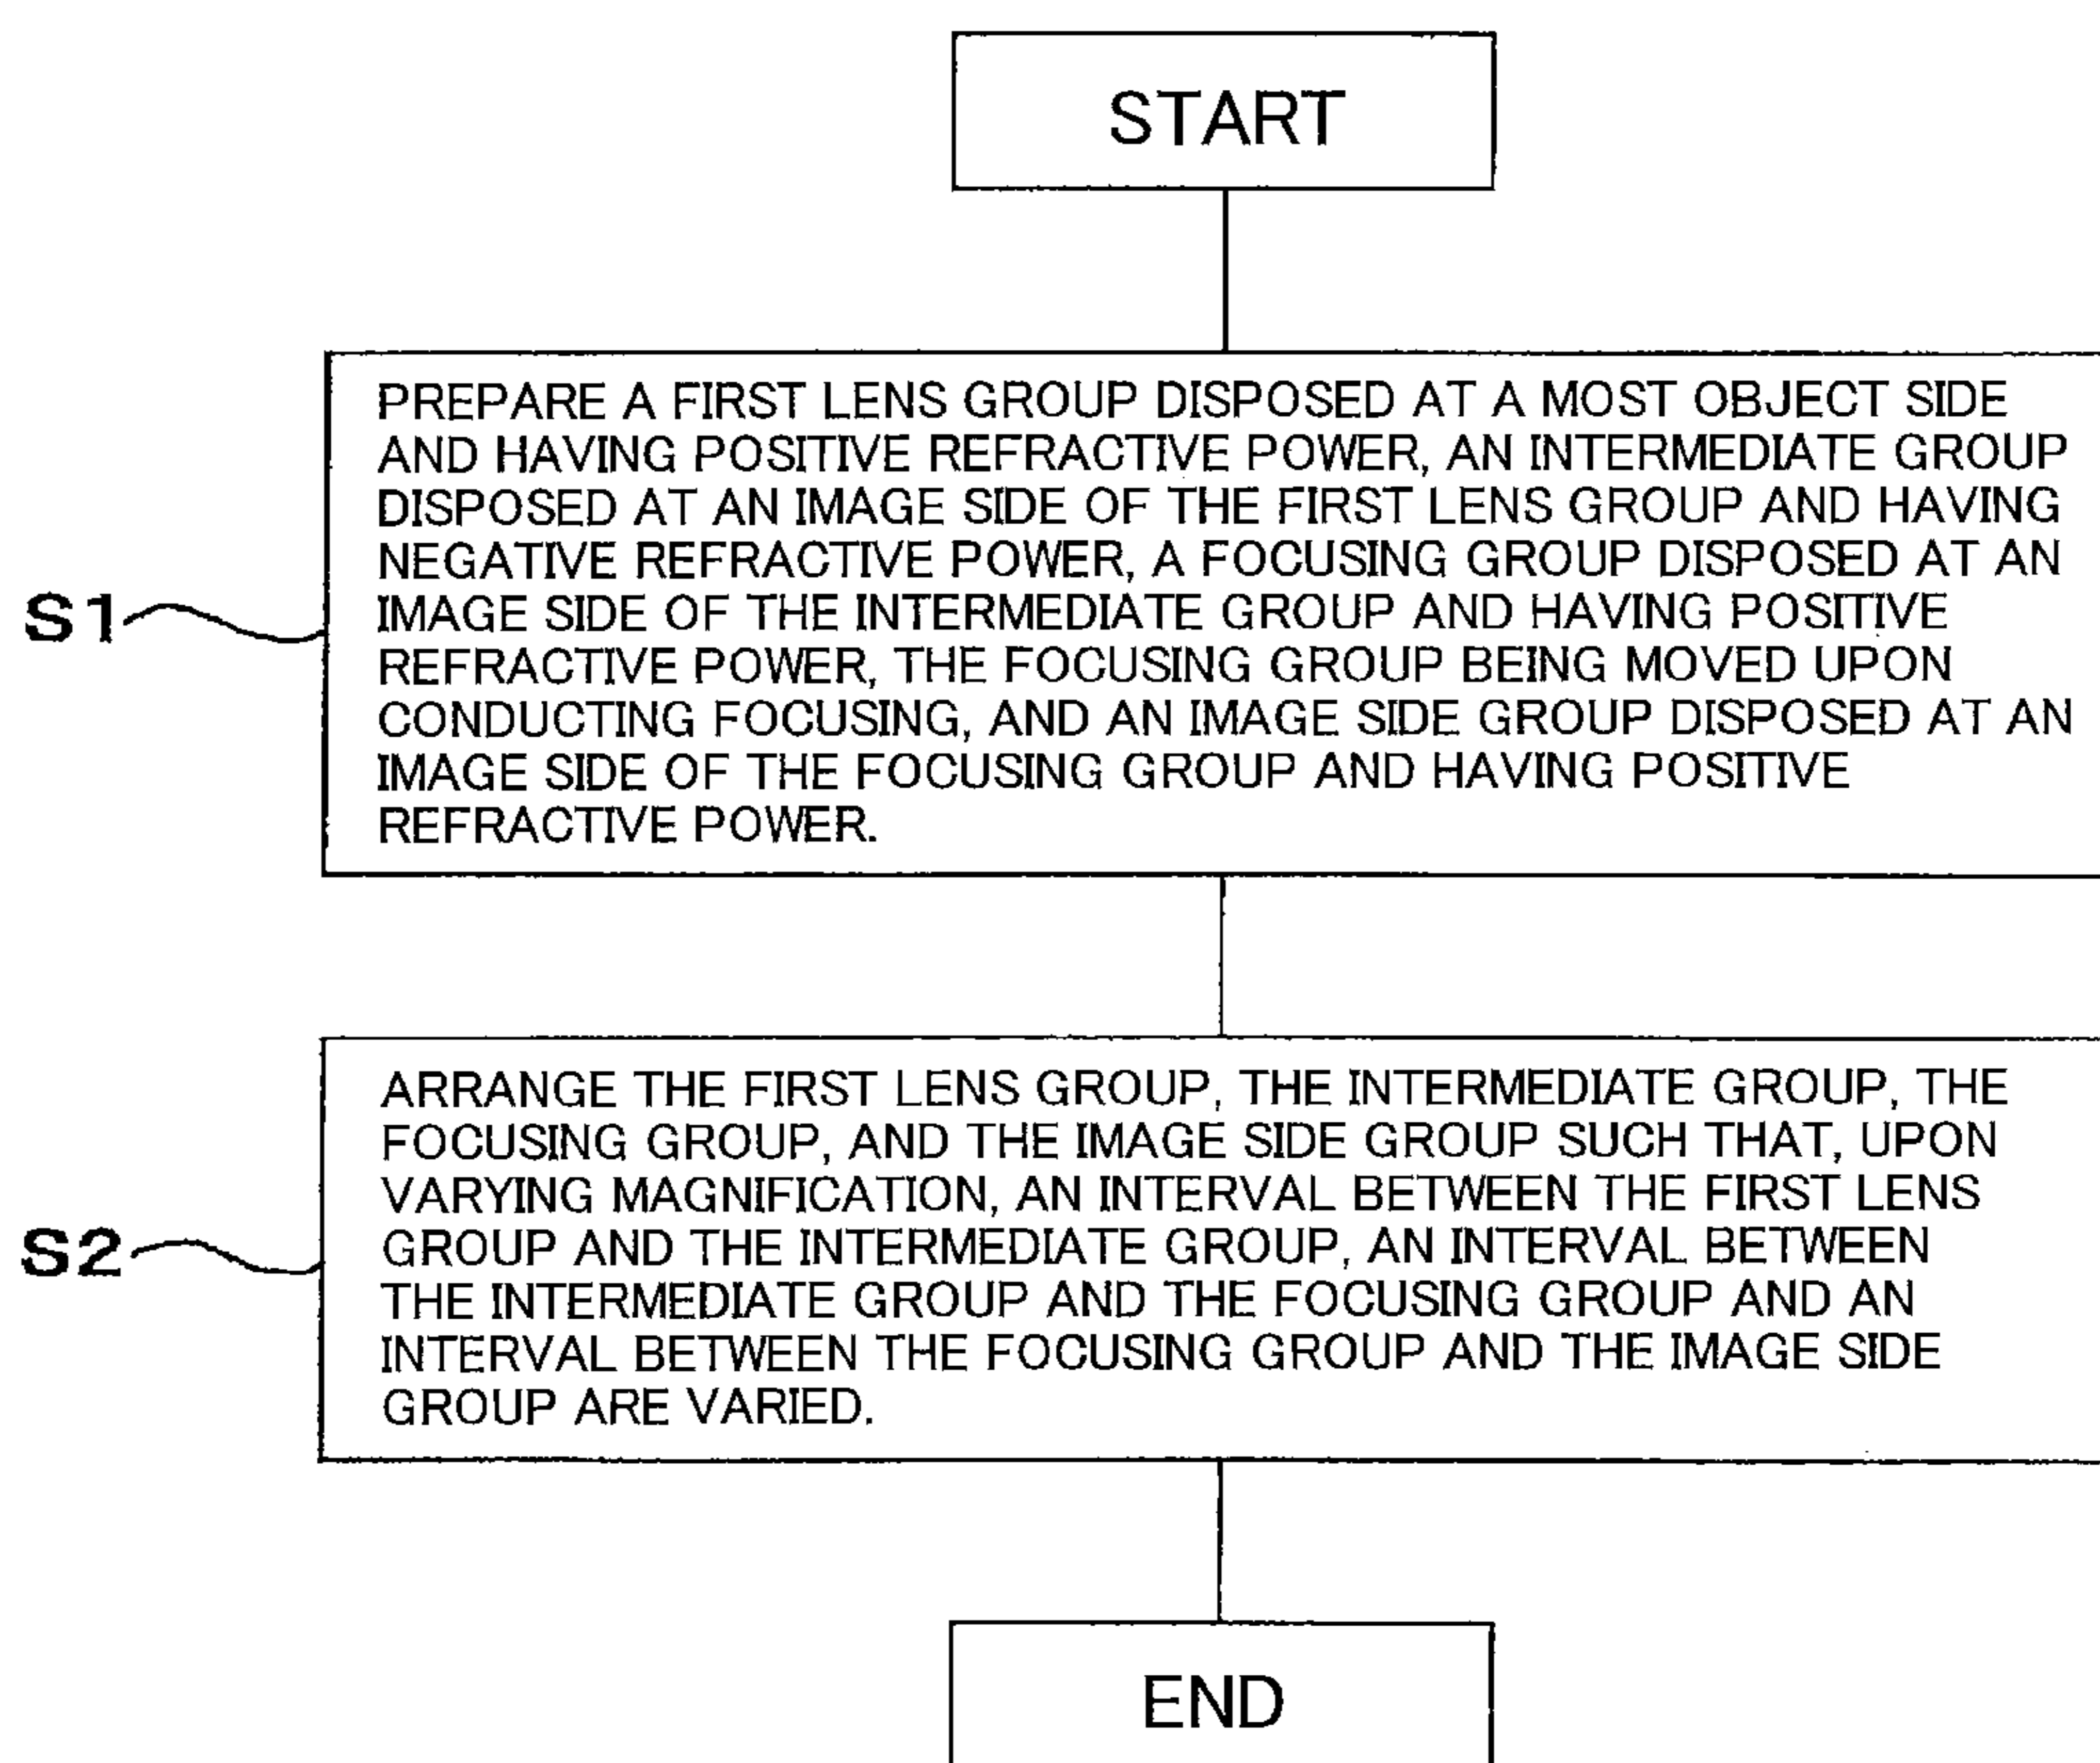 START
PREPARE A FIRST LENS GROUP DISPOSED AT A MOST OBJECT SIDE
AND HAVING POSITIVE REFRACTIVE POWER, AN INTERMEDIATE GROUP
DISPOSED AT AN IMAGE SIDE OF THE FIRST LENS GROUP AND HAVING
NEGATIVE REFRACTIVE POWER, A FOCUSING GROUP DISPOSED AT AN
S1
IMAGE SIDE OF THE INTERMEDIATE GROUP AND HAVING POSITIVE
REFRACTIVE POWER, THE FOCUSING GROUP BEING MOVED UPON
CONDUCTING FOCUSING, AND AN IMAGE SIDE GROUP DISPOSED AT AN
IMAGE SIDE OF THE FOCUSING GROUP AND HAVING POSITIVE
REFRACTIVE POWER.
ARRANGE THE FIRST LENS GROUP, THE INTERMEDIATE GROUP, THE
FOCUSING GROUP, AND THE IMAGE SIDE GROUP SUCH THAT, UPON
VARYING MAGNIFICATION, AN INTERVAL BETWEEN THE FIRST LENS
S2
GROUP AND THE INTERMEDIATE GROUP, AN INTERVAL BETWEEN
THE INTERMEDIATE GROUP AND THE FOCUSING GROUP AND AN
INTERVAL BETWEEN THE FOCUSING GROUP AND THE IMAGE SIDE
GROUP ARE VARIED.
END